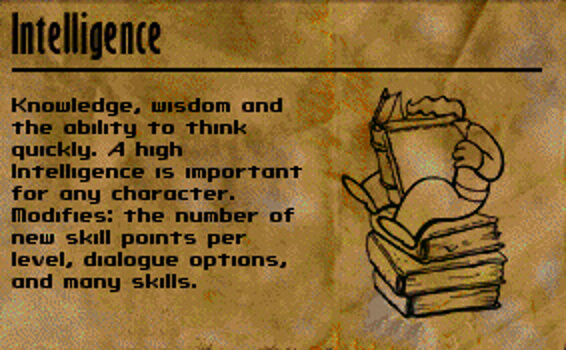 Intelligence
Knowledge, wisdom and
the ability to think
quickly. A high
Intelligence is important
for any character.
Modifies: the number of
new skill points per
level, dialogue options,
and many skills.